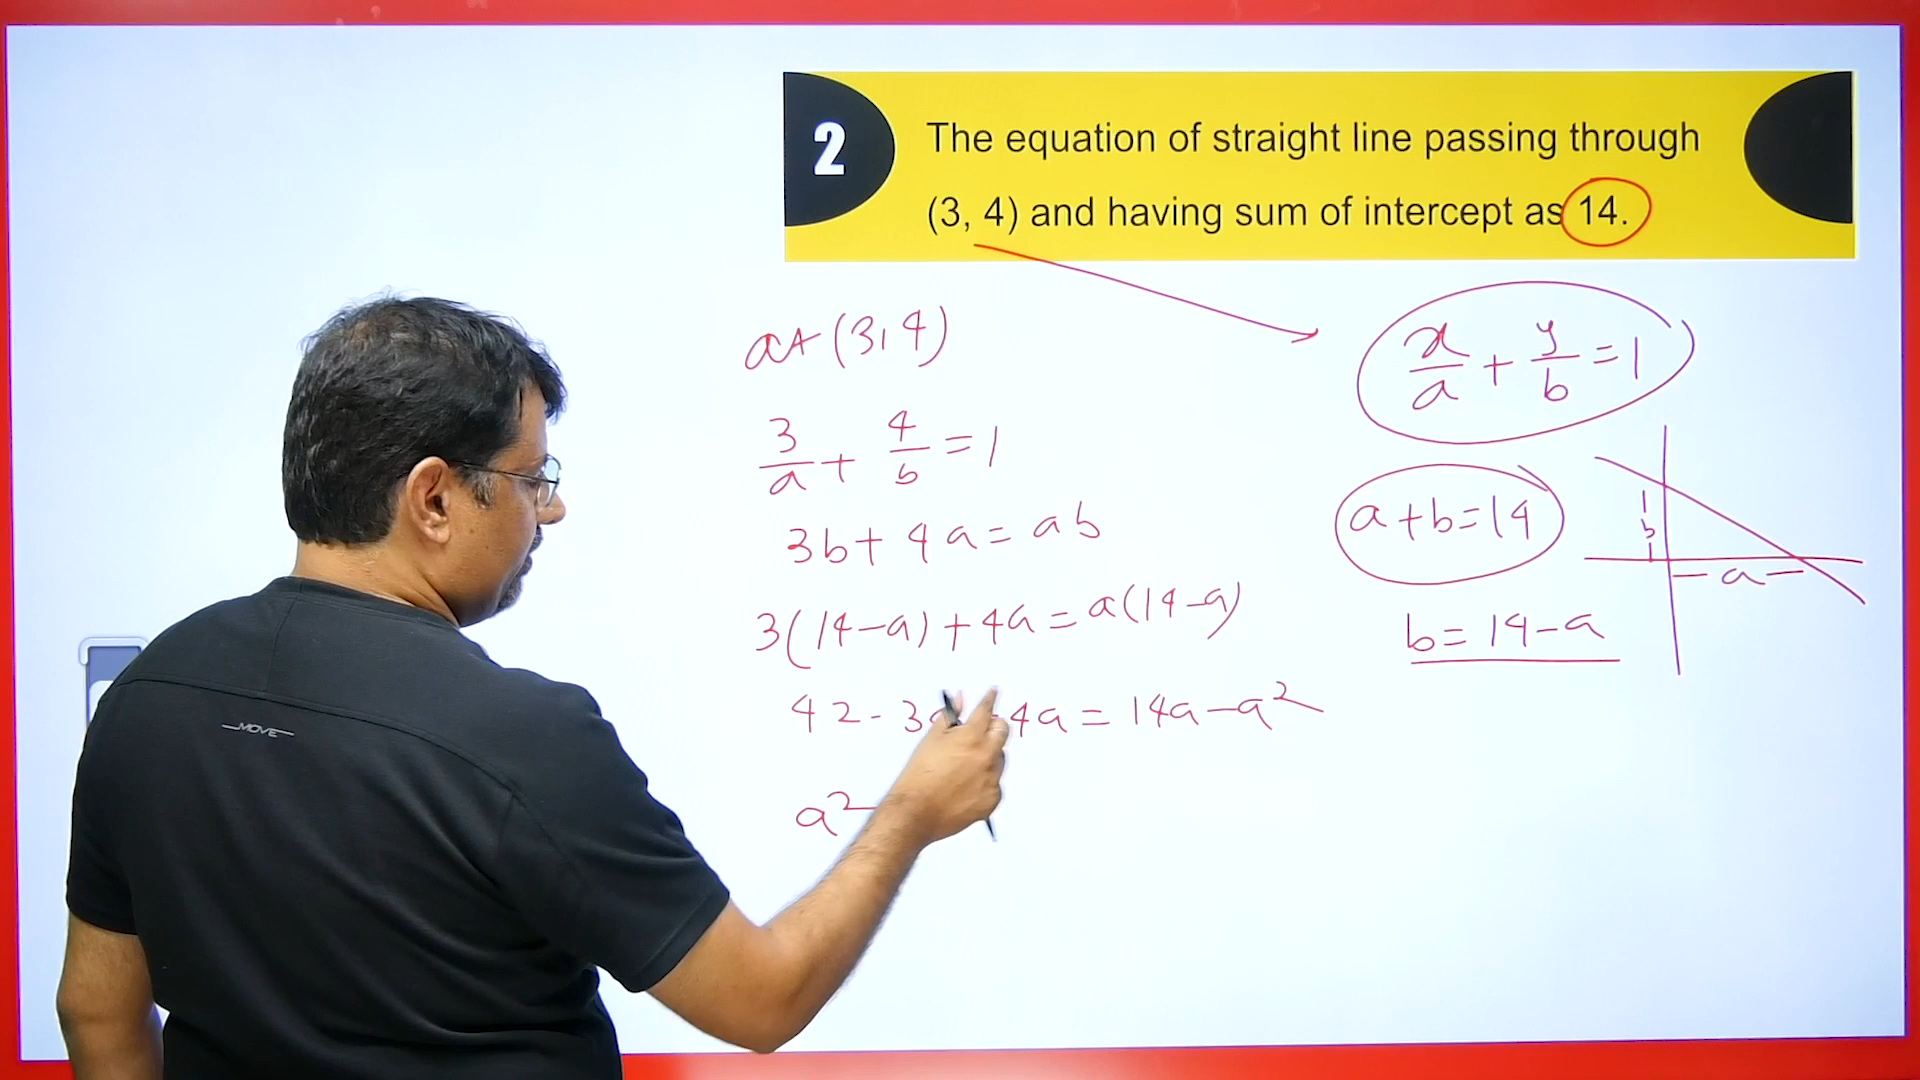 2
The equation of straight line passing through
(3, 4) and having sum of intercept as 14.
at (3,4)
3/a + 4/b = 1
3b + 4a = ab
3(14-a) + 4a = a(14-a)
42 - 3a + 4a = 14a - a²
a²
x/a + y/b = 1
a + b = 14
b
a
b = 14 - a
MOVE